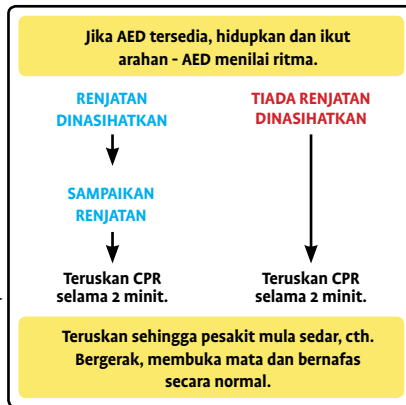 Jika AED tersedia, hidupkan dan ikut
arahan - AED menilai ritma.
RENJATAN
DINASIHATKAN
TIADA RENJATAN
DINASIHATKAN
SAMPAIKAN
RENJATAN
Teruskan CPR
selama 2 minit.
Teruskan CPR
selama 2 minit.
Teruskan sehingga pesakit mula sedar, cth.
Bergerak, membuka mata dan bernafas
secara normal.